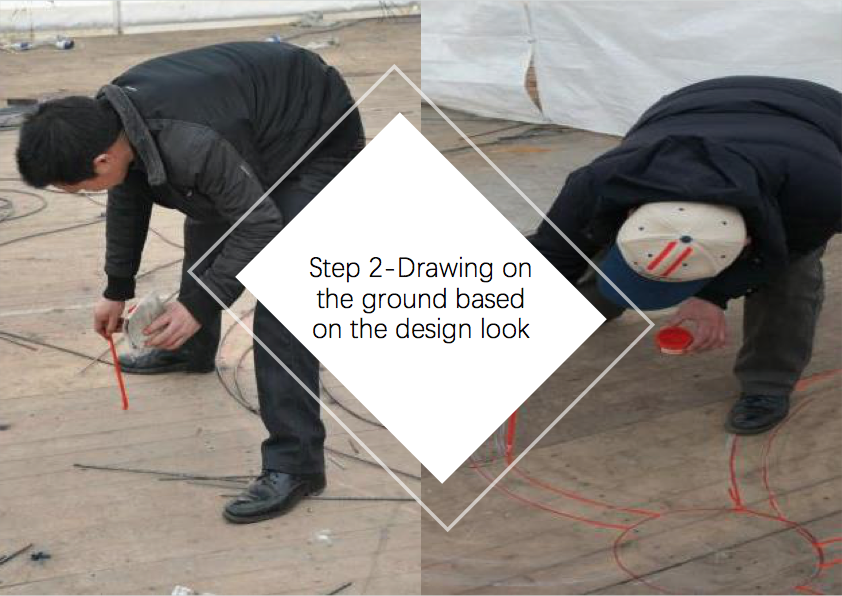 Step 2-Drawing on
the ground based
on the design look